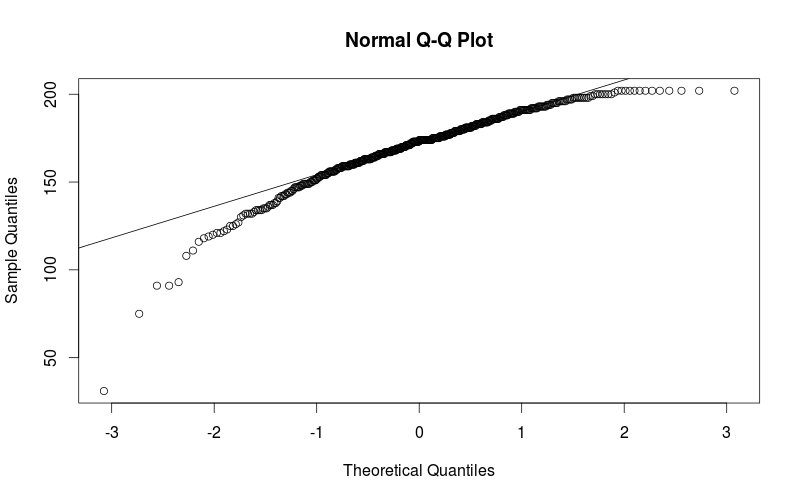 Normal Q-Q Plot
Sample Quantiles
200
150
100
50
-3 -2 -1 0 1 2 3
Theoretical Quantiles